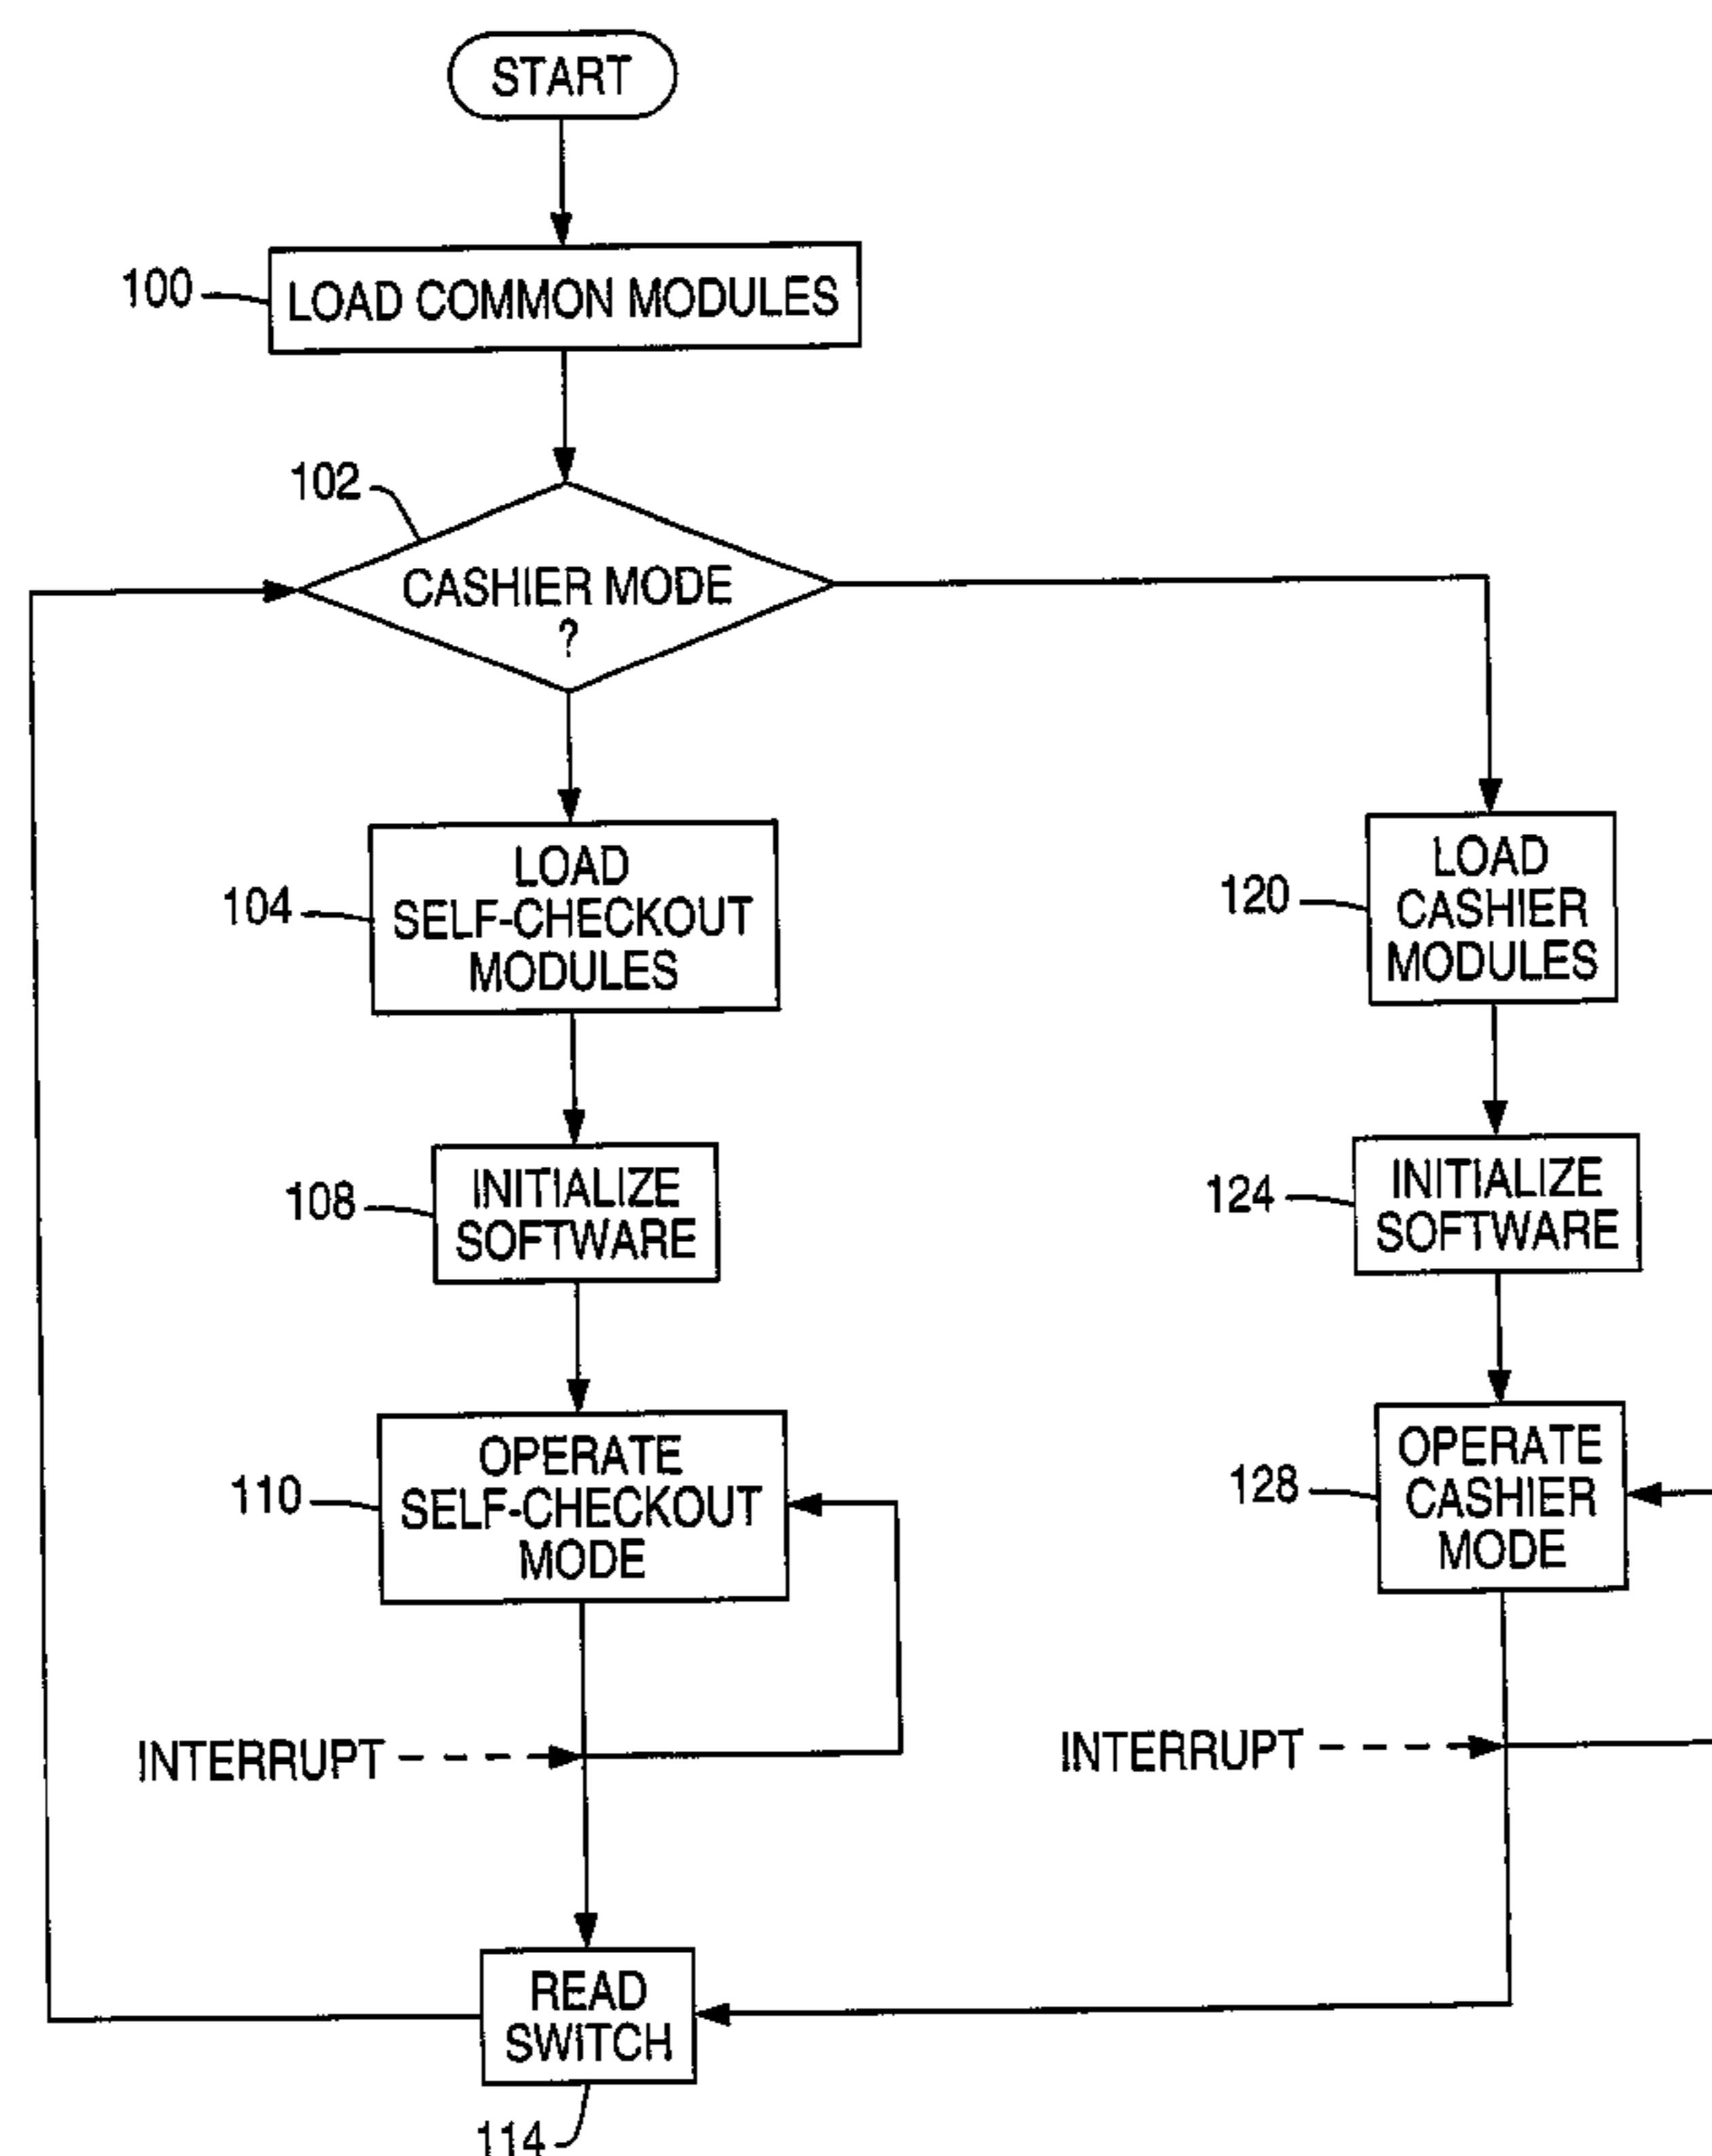 START
100
LOAD COMMON MODULES
102
CASHIER MODE
?
104
LOAD
SELF-CHECKOUT
MODULES
120
LOAD
CASHIER
MODULES
108
INITIALIZE
SOFTWARE
124
INITIALIZE
SOFTWARE
110
OPERATE
SELF-CHECKOUT
MODE
128
OPERATE
CASHIER
MODE
INTERRUPT
INTERRUPT
READ
SWITCH
114